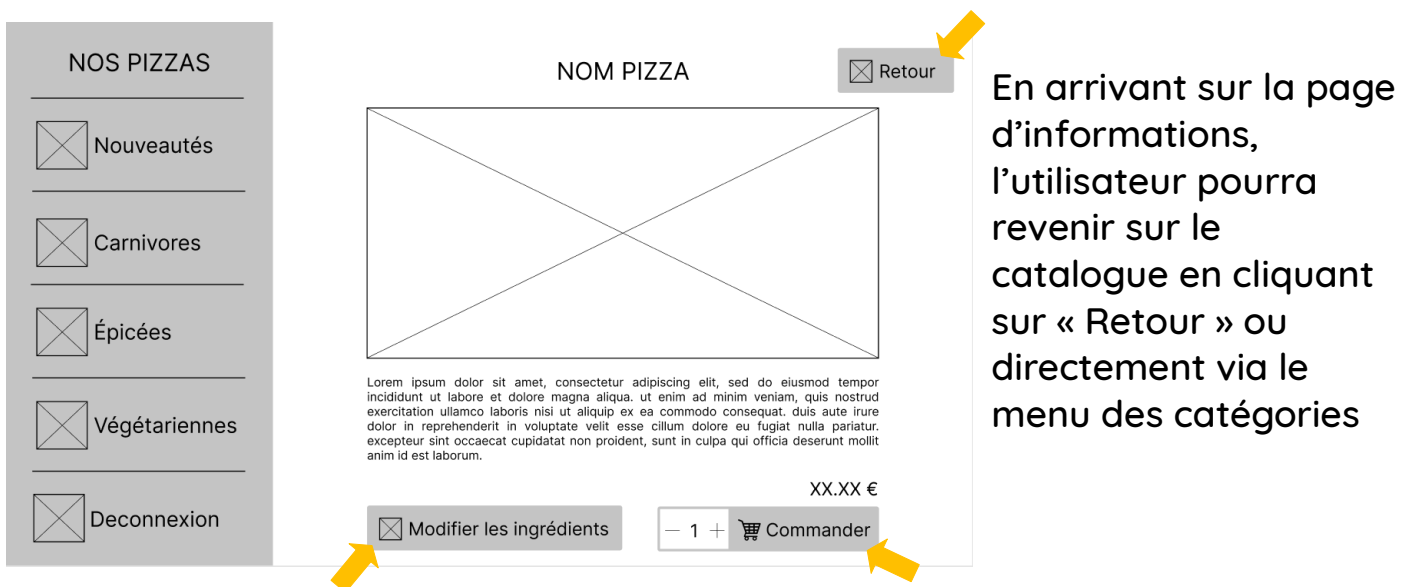 NOS PIZZAS
Nouveautés
Carnivores
Épicées
Végétariennes
Deconnexion
NOM PIZZA
Retour
Lorem ipsum dolor sit amet, consectetur adipiscing elit, sed do eiusmod tempor
incididunt ut labore et dolore magna aliqua. ut enim ad minim veniam, quis nostrud
exercitation ullamco laboris nisi ut aliquip ex ea commodo consequat. duis aute irure
dolor in reprehenderit in voluptate velit esse cillum dolore eu fugiat nulla pariatur.
excepteur sint occaecat cupidatat non proident, sunt in culpa qui officia deserunt mollit
anim id est laborum.
XX.XX €
Modifier les ingrédients
— 1 + Commander
En arrivant sur la page
d’informations,
l’utilisateur pourra
revenir sur le
catalogue en cliquant
sur « Retour » ou
directement via le
menu des catégories